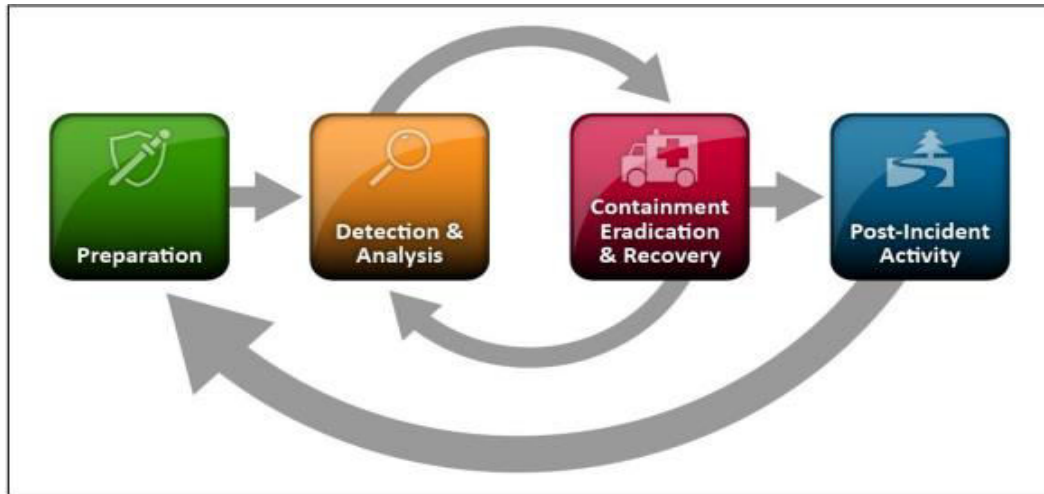 Preparation
Detection &
Analysis
Containment
Eradication
& Recovery
Post-Incident
Activity